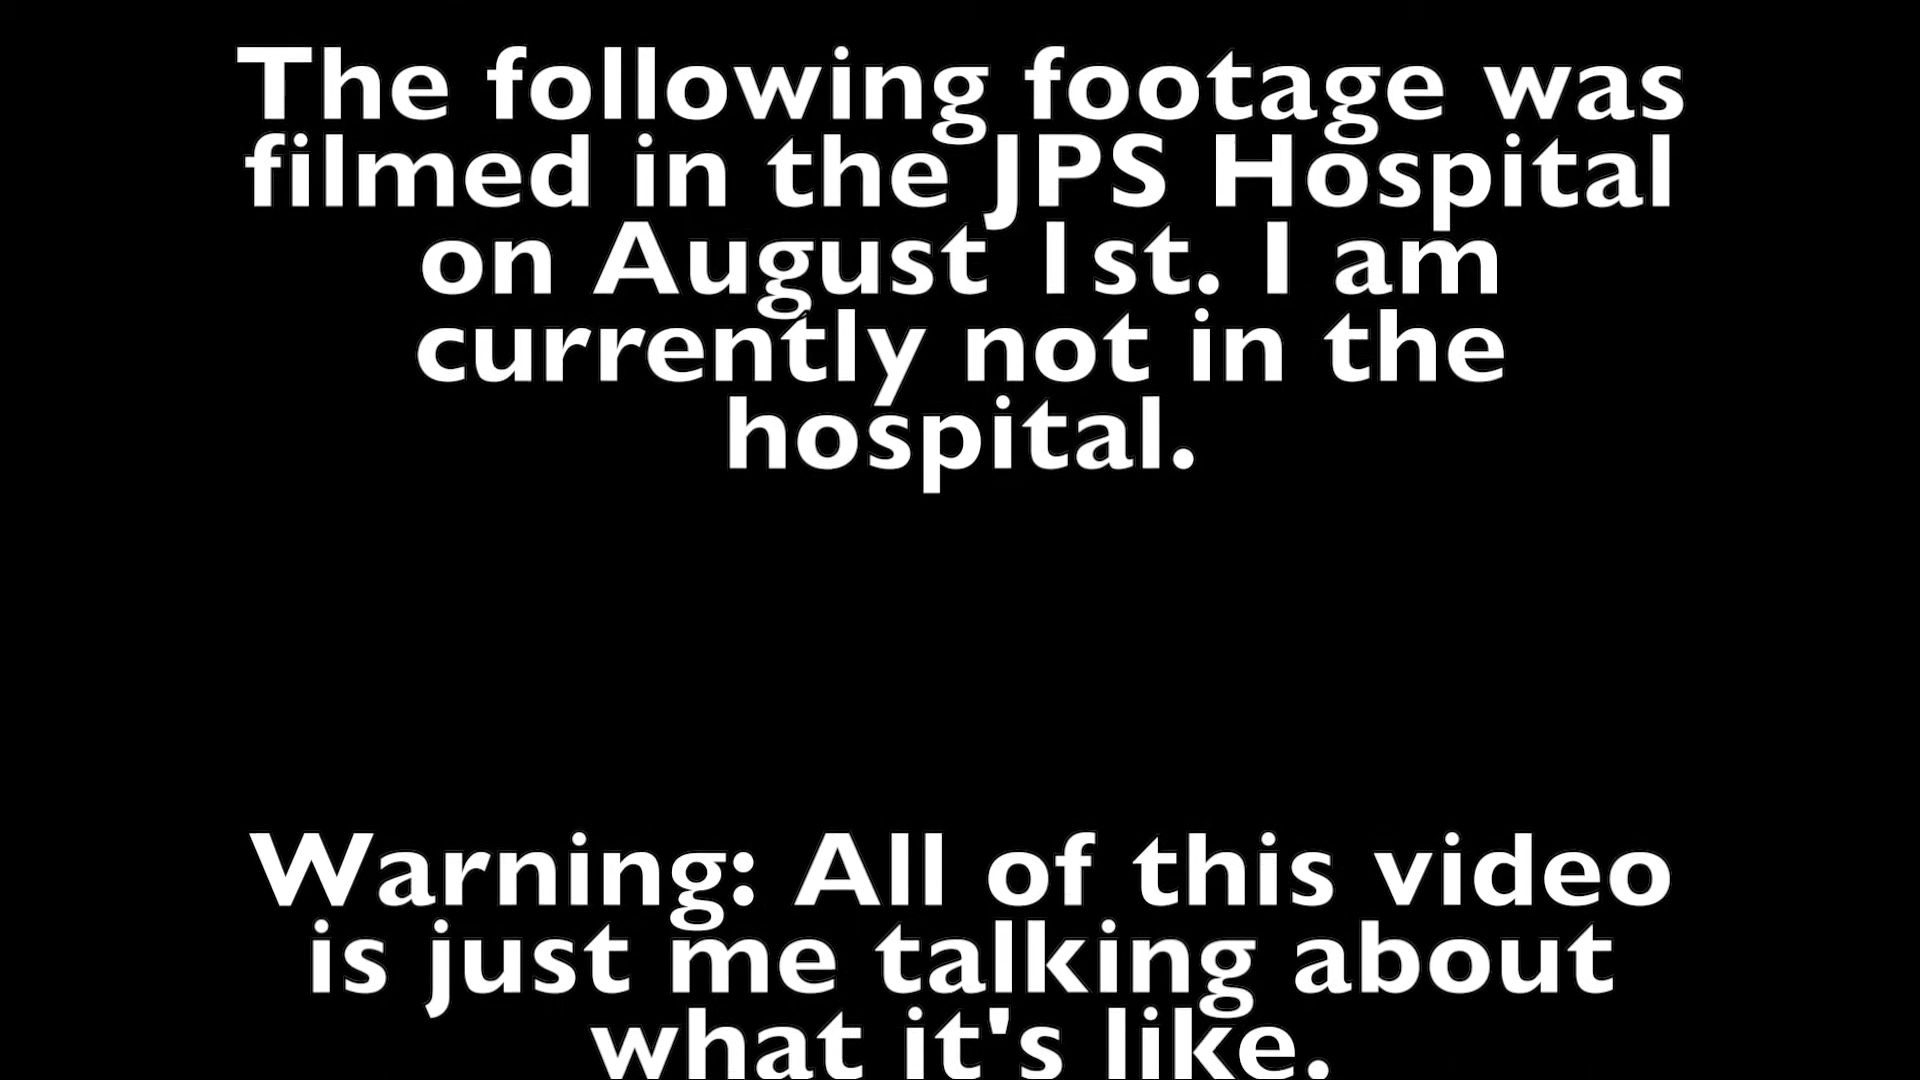 The following footage was
filmed in the JPS Hospital
on August 1st. I am
currently not in the
hospital.
Warning: All of this video
is just me talking about
what it's like.